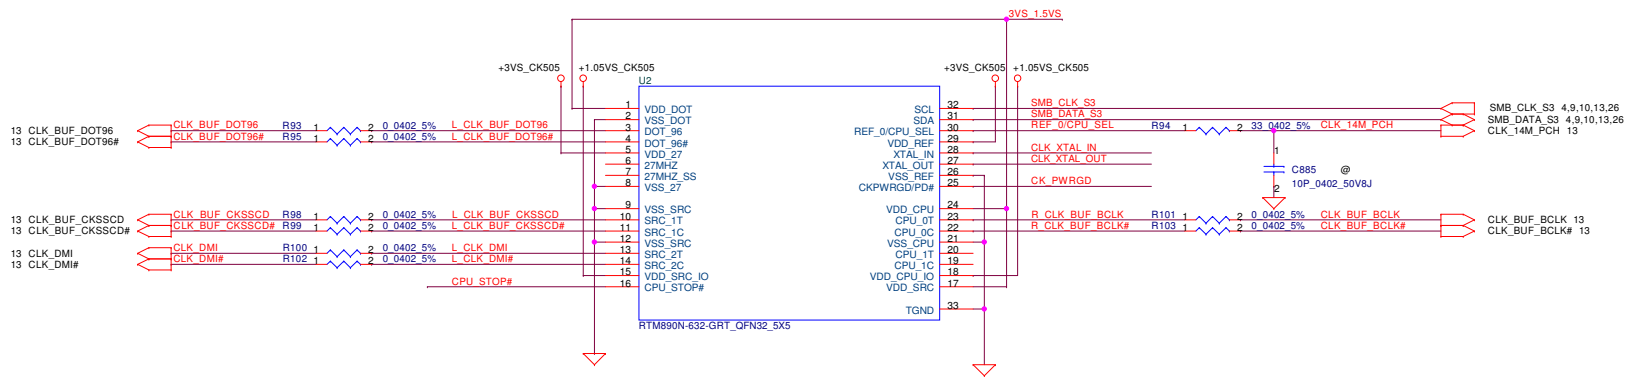 3VS_1.5VS
+3VS_CK505 +1.05VS_CK505 +3VS_CK505 +1.05VS_CK505
U2
1 VDD_DOT SCL 32 SMB_CLK_S3 SMB_CLK_S3 4,9,10,13,26
2 VSS_DOT SDA 31 SMB_DATA_S3 SMB_DATA_S3 4,9,10,13,26
13 CLK_BUF_DOT96 CLK_BUF_DOT96 R93 1 2 0_0402_5% L_CLK_BUF_DOT96 3 DOT_96 REF_0/CPU_SEL 30 REF_0/CPU_SEL R94 1 2 33_0402_5% CLK_14M_PCH CLK_14M_PCH 13
13 CLK_BUF_DOT96# CLK_BUF_DOT96# R95 1 2 0_0402_5% L_CLK_BUF_DOT96# 4 DOT_96# VDD_REF 29
5 VDD_27 XTAL_IN 28 CLK_XTAL_IN 1
6 27MHZ XTAL_OUT 27 CLK_XTAL_OUT
7 27MHZ_SS VSS_REF 26 C885 @
8 VSS_27 CKPWRGD/PD# 25 CK_PWRGD 2 10P_0402_50V8J
9 VSS_SRC VDD_CPU 24
13 CLK_BUF_CKSSCD CLK_BUF_CKSSCD R98 1 2 0_0402_5% L_CLK_BUF_CKSSCD 10 SRC_1T CPU_0T 23 R_CLK_BUF_BCLK R101 1 2 0_0402_5% CLK_BUF_BCLK CLK_BUF_BCLK 13
13 CLK_BUF_CKSSCD# CLK_BUF_CKSSCD# R99 1 2 0_0402_5% L_CLK_BUF_CKSSCD# 11 SRC_1C CPU_0C 22 R_CLK_BUF_BCLK# R103 1 2 0_0402_5% CLK_BUF_BCLK# CLK_BUF_BCLK# 13
12 VSS_SRC VSS_CPU 21
13 CLK_DMI CLK_DMI R100 1 2 0_0402_5% L_CLK_DMI 13 SRC_2T CPU_1T 20
13 CLK_DMI# CLK_DMI# R102 1 2 0_0402_5% L_CLK_DMI# 14 SRC_2C CPU_1C 19
15 VDD_SRC_IO VDD_CPU_IO 18
CPU_STOP# 16 CPU_STOP# VDD_SRC 17
TGND 33
RTM890N-632-GRT_QFN32_5X5